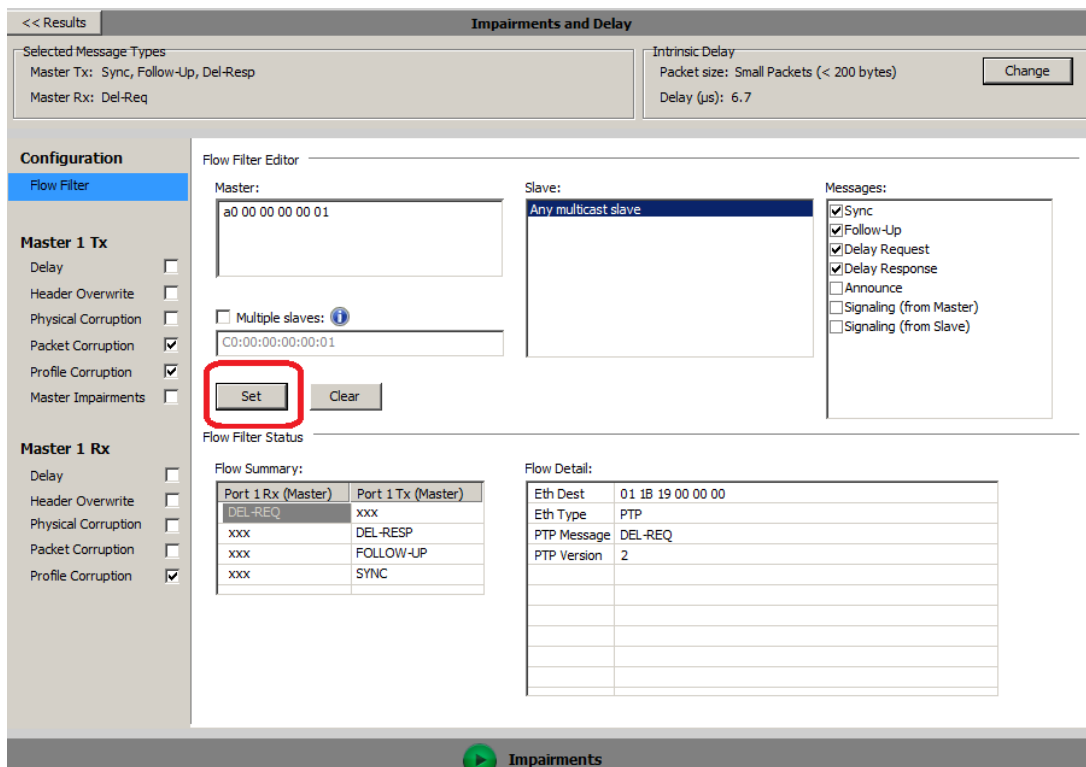 << Results
Impairments and Delay
Selected Message Types
Master Tx: Sync, Follow-Up, Del-Resp
Master Rx: Del-Req
Intrinsic Delay
Packet size: Small Packets (< 200 bytes)
Delay (µs): 6.7
Change
Configuration
Flow Filter
Master 1 Tx
Delay
Header Overwrite
Physical Corruption
Packet Corruption
Profile Corruption
Master Impairments
Master 1 Rx
Delay
Header Overwrite
Physical Corruption
Packet Corruption
Profile Corruption
Flow Filter Editor
Master:
a0 00 00 00 00 01
Multiple slaves:
C0:00:00:00:00:01
Set
Clear
Slave:
Any multicast slave
Messages:
Sync
Follow-Up
Delay Request
Delay Response
Announce
Signaling (from Master)
Signaling (from Slave)
Flow Filter Status
Flow Summary:
Port 1 Rx (Master) Port 1 Tx (Master)
DEL-REQ xxx
xxx DEL-RESP
xxx FOLLOW-UP
xxx SYNC
Flow Detail:
Eth Dest 01 1B 19 00 00 00
Eth Type PTP
PTP Message DEL-REQ
PTP Version 2
Impairments